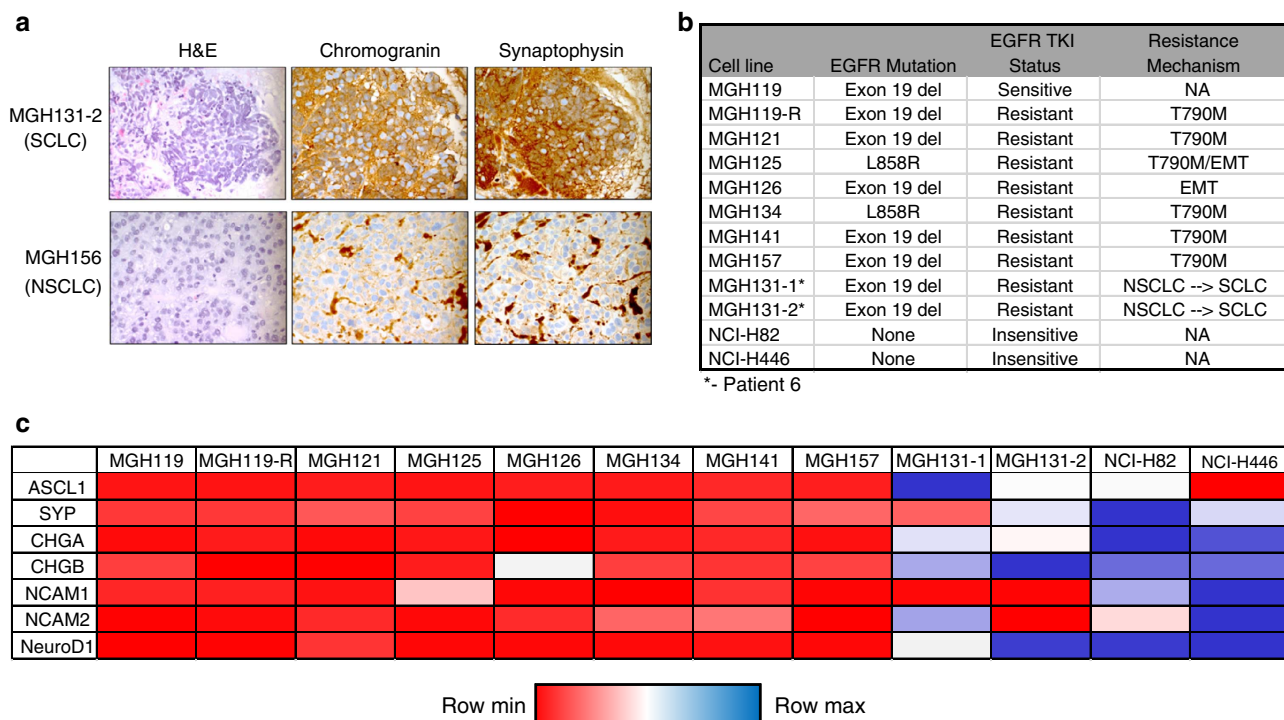 a
H&E Chromogranin Synaptophysin
MGH131-2
(SCLC)
MGH156
(NSCLC)
b
EGFR TKI Resistance
Cell line EGFR Mutation Status Mechanism
MGH119 Exon 19 del Sensitive NA
MGH119-R Exon 19 del Resistant T790M
MGH121 Exon 19 del Resistant T790M
MGH125 L858R Resistant T790M/EMT
MGH126 Exon 19 del Resistant EMT
MGH134 L858R Resistant T790M
MGH141 Exon 19 del Resistant T790M
MGH157 Exon 19 del Resistant T790M
MGH131-1* Exon 19 del Resistant NSCLC --> SCLC
MGH131-2* Exon 19 del Resistant NSCLC --> SCLC
NCI-H82 None Insensitive NA
NCI-H446 None Insensitive NA
*- Patient 6
c
MGH119 MGH119-R MGH121 MGH125 MGH126 MGH134 MGH141 MGH157 MGH131-1 MGH131-2 NCI-H82 NCI-H446
ASCL1
SYP
CHGA
CHGB
NCAM1
NCAM2
NeuroD1
Row min Row max